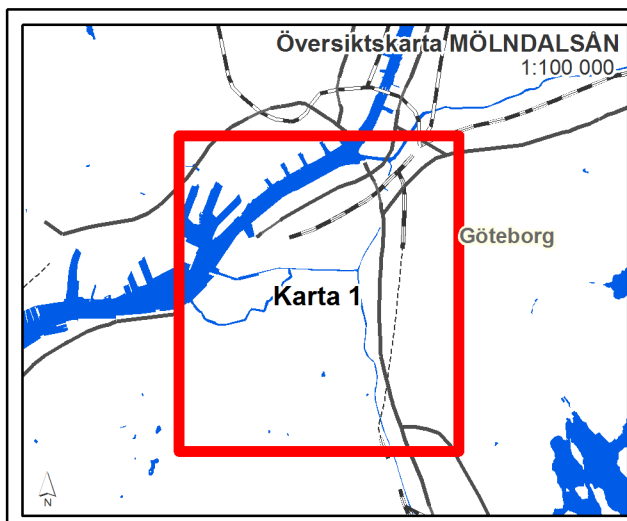 Översiktskarta MÖLNDALSÅN
1:100 000
Göteborg
Karta 1
N